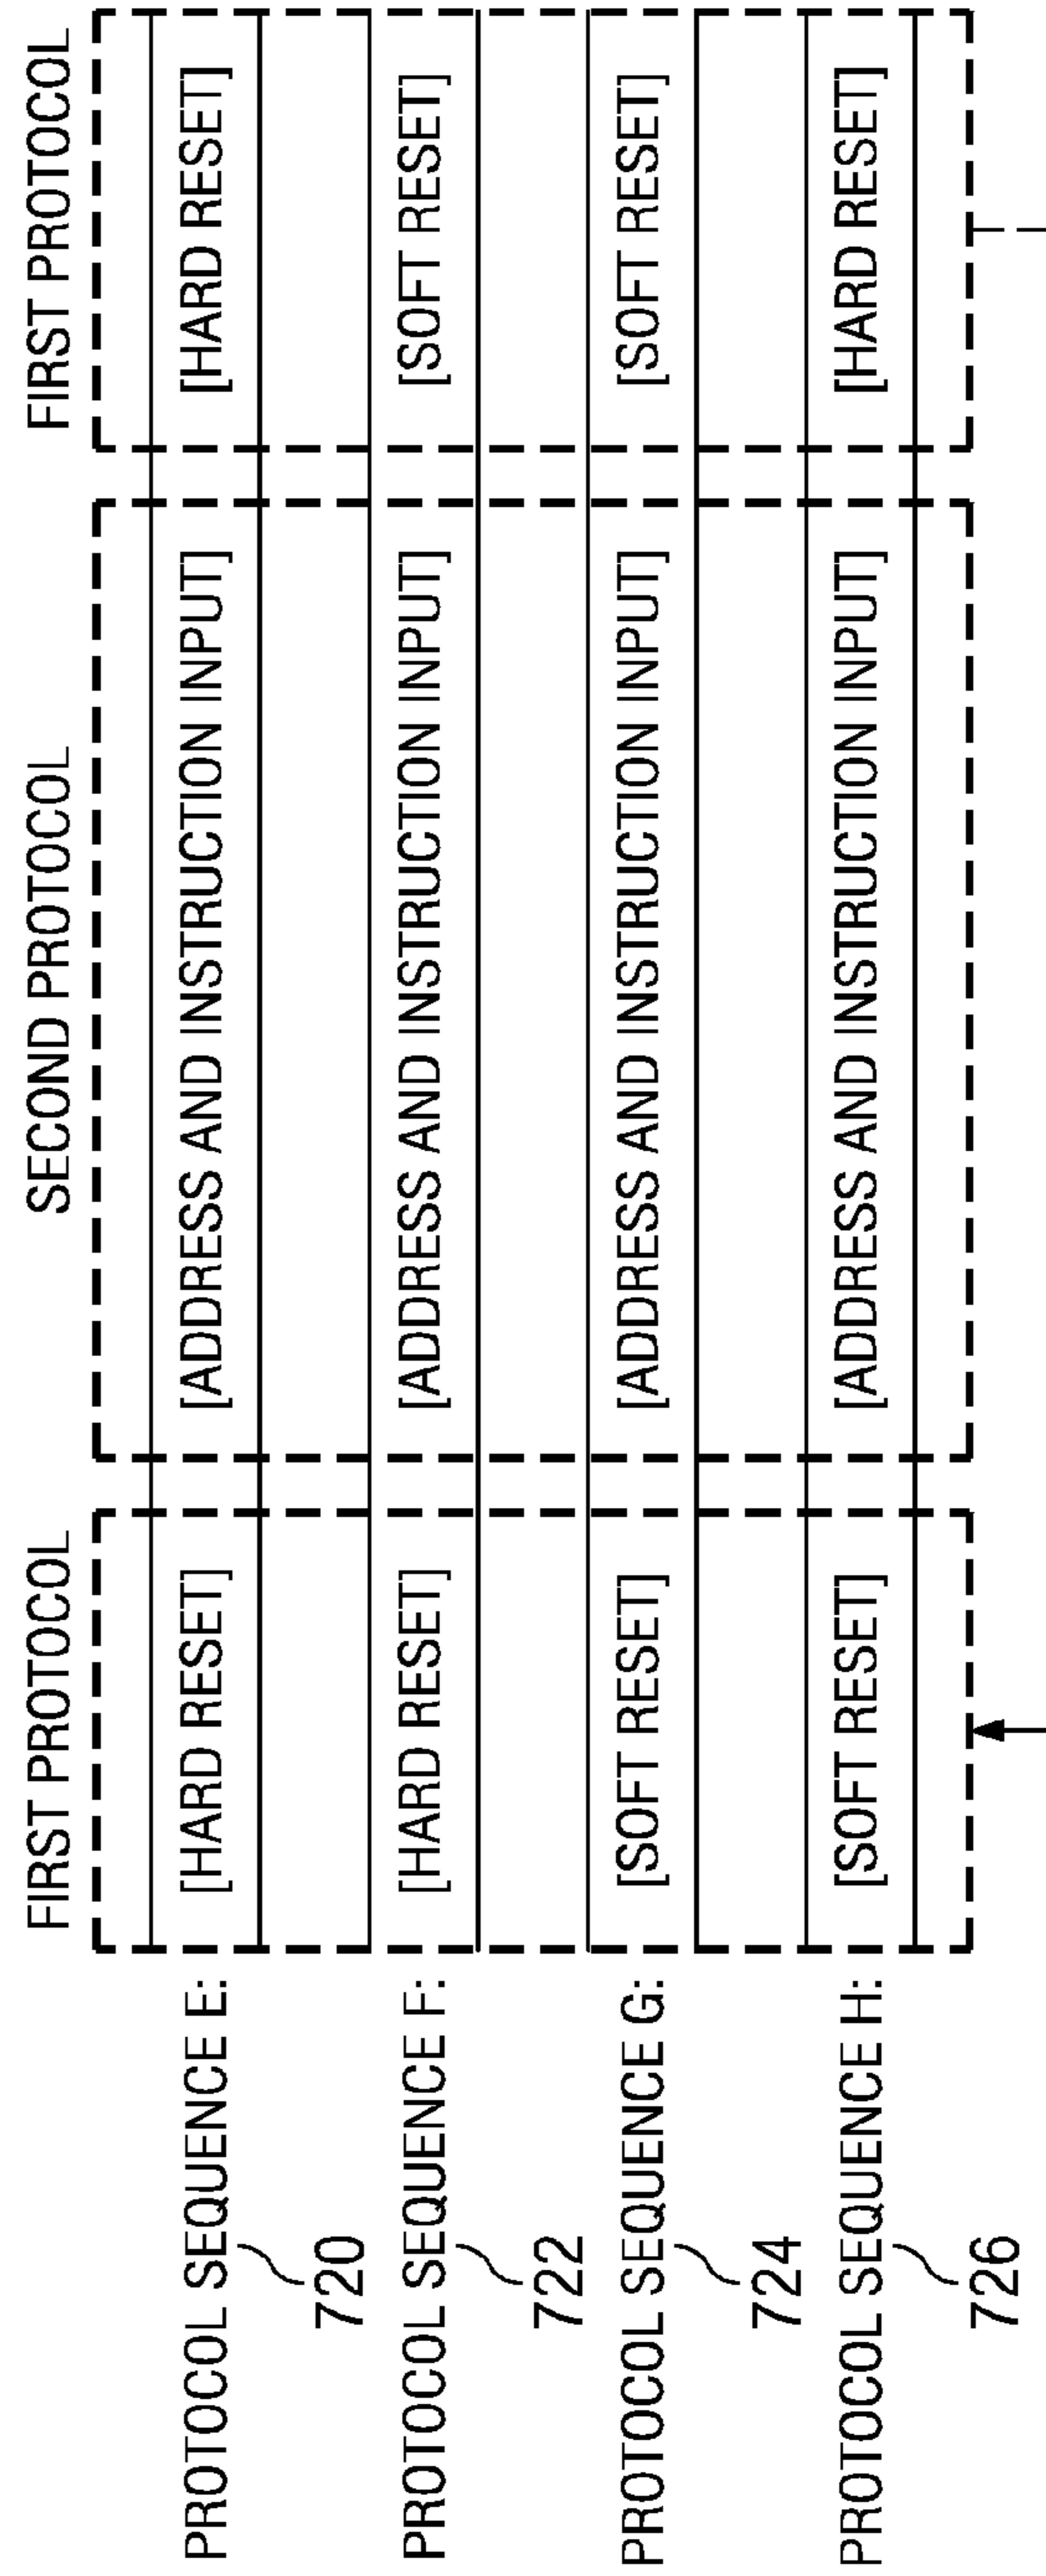 FIRST PROTOCOL SECOND PROTOCOL FIRST PROTOCOL
PROTOCOL SEQUENCE E: [HARD RESET] [ADDRESS AND INSTRUCTION INPUT] [HARD RESET]
720
PROTOCOL SEQUENCE F: [HARD RESET] [ADDRESS AND INSTRUCTION INPUT] [SOFT RESET]
722
PROTOCOL SEQUENCE G: [SOFT RESET] [ADDRESS AND INSTRUCTION INPUT] [SOFT RESET]
724
PROTOCOL SEQUENCE H: [SOFT RESET] [ADDRESS AND INSTRUCTION INPUT] [HARD RESET]
726